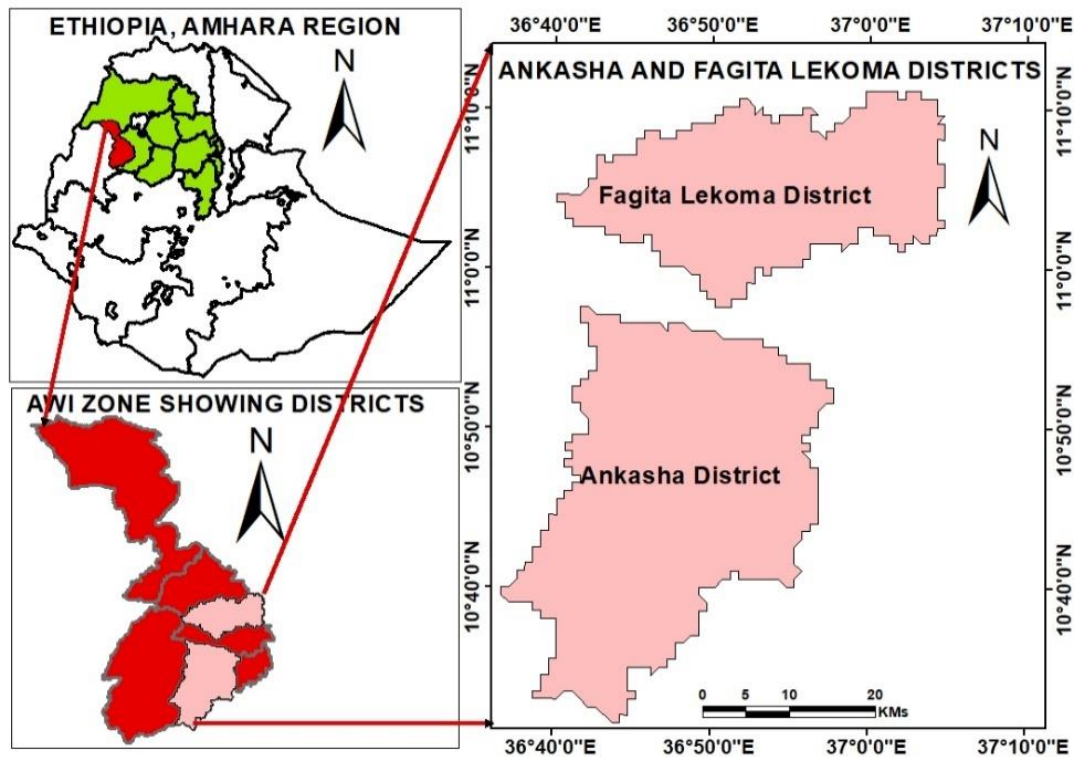 ETHIOPIA, AMHARA REGION
N
AWI ZONE SHOWING DISTRICTS
N
36°40'0"E
36°50'0"E
37°0'0"E
37°10'0"E
ANKASHA AND FAGITA LEKOMA DISTRICTS
N
Fagita Lekoma District
Ankasha District
0 5 10 20
KMs
11°10'0"N
11°0'0"N
10°50'0"N
10°40'0"N
11°10'0"N
11°0'0"N
10°50'0"N
10°40'0"N
36°40'0"E
36°50'0"E
37°0'0"E
37°10'0"E